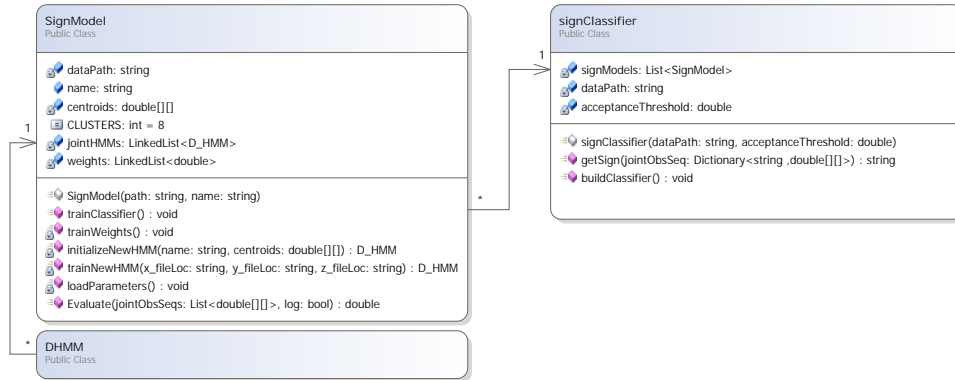 SignModel
Public Class
dataPath: string
name: string
centroids: double[][]
CLUSTERS: int = 8
jointHMMs: LinkedList<D_HMM>
weights: LinkedList<double>
SignModel(path: string, name: string)
trainClassifier() : void
trainWeights() : void
initializeNewHMM(name: string, centroids: double[][]) : D_HMM
trainNewHMM(x_fileLoc: string, y_fileLoc: string, z_fileLoc: string) : D_HMM
loadParameters() : void
Evaluate(jointObsSeqs: List<double[][]>, log: bool) : double
1
*
DHMM
Public Class
*
1
signClassifier
Public Class
signModels: List<SignModel>
dataPath: string
acceptanceThreshold: double
signClassifier(dataPath: string, acceptanceThreshold: double)
getSign(jointObsSeq: Dictionary<string ,double[][]>) : string
buildClassifier() : void